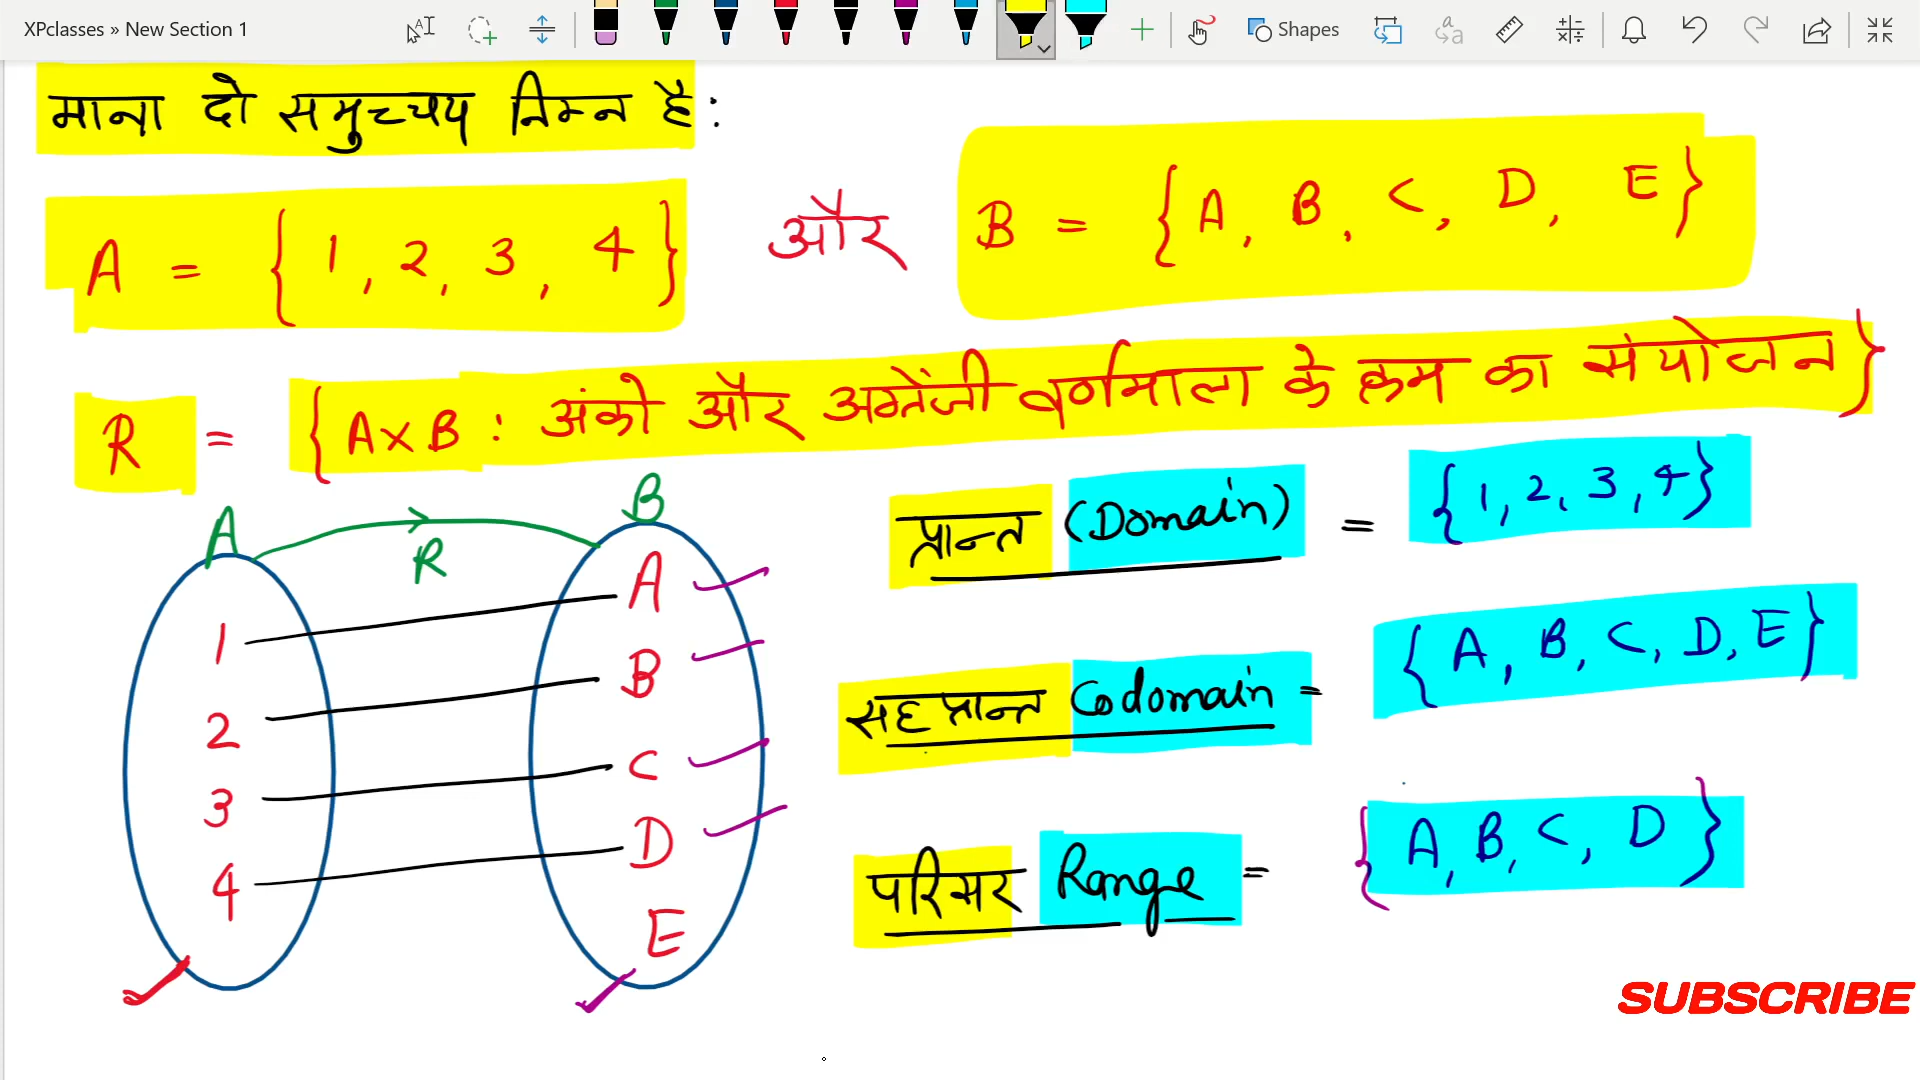 XPclasses » New Section 1
Shapes
माना दो समुच्चय निम्न है:
A = { 1, 2, 3, 4 } और B = { A, B, C, D, E }
R = { A×B : अंको और अग्रेंजी वर्णमाला के क्रम का संयोजन }
A R B
1 2 3 4
A B C D E
प्रान्त (Domain) = { 1, 2, 3, 4 }
सह प्रान्त Codomain = { A, B, C, D, E }
परिसर Range = { A, B, C, D }
SUBSCRIBE